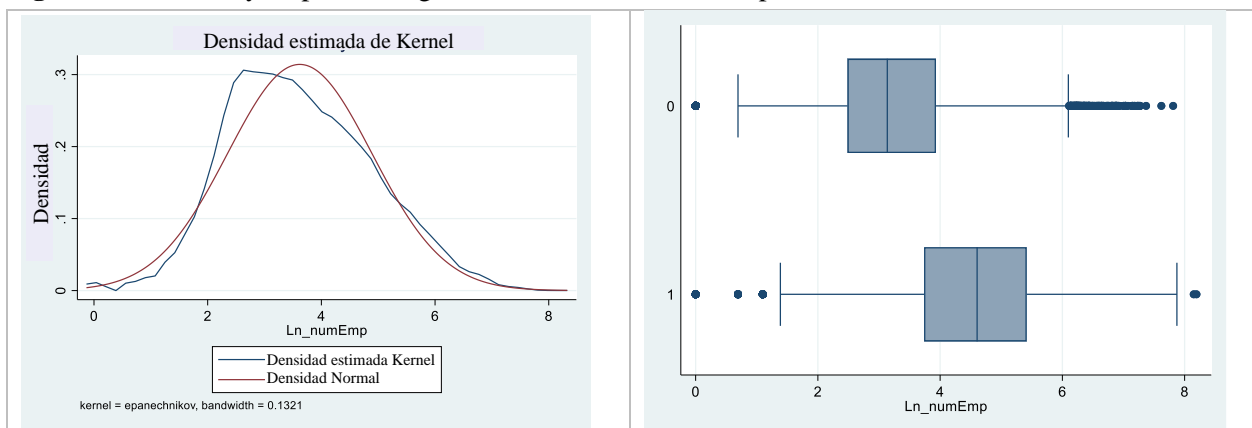 Densidad estimada de Kernel
Densidad
.3
.2
.1
0
0 2 4 6 8
Ln_numEmp
Densidad estimada Kernel
Densidad Normal
kernel = epanechnikov, bandwidth = 0.1321
0
1
0 2 4 6 8
Ln_numEmp